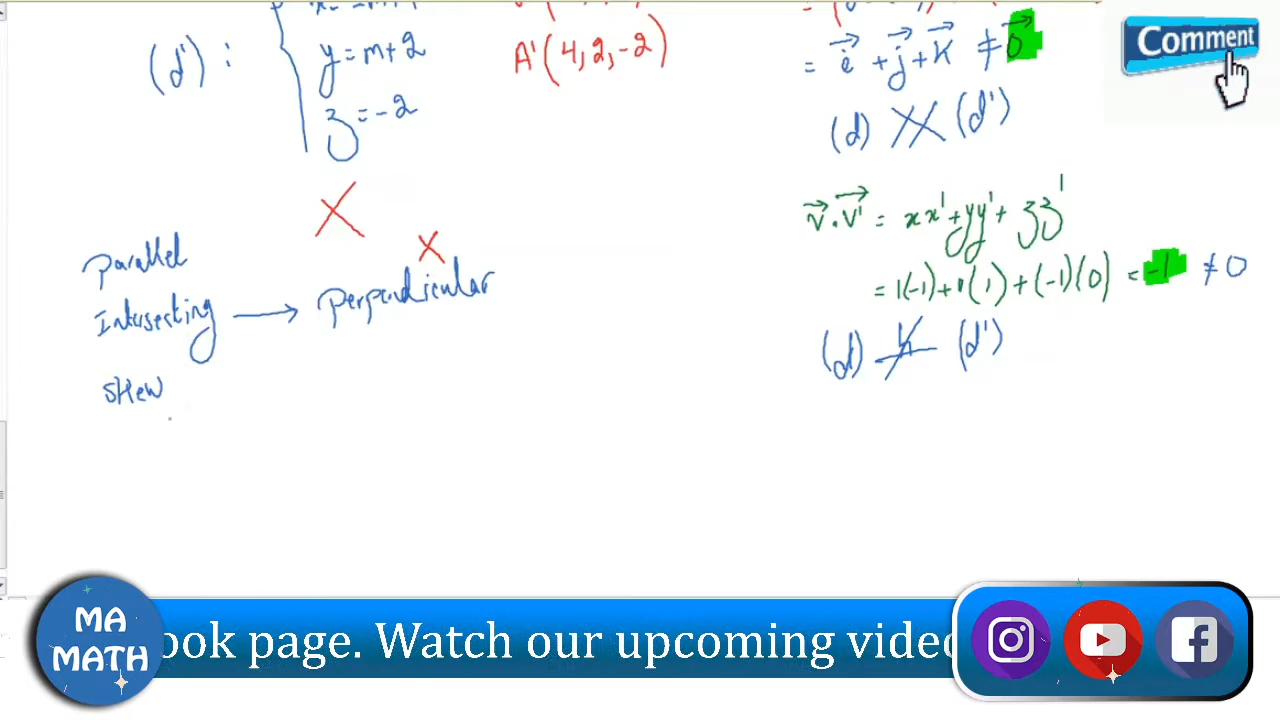 (d') :
y = m + 2
z = -2
A'(4, 2, -2)
= i + j + k ≠ 0
(d) (d')
v . v' = xx' + yy' + zz'
= 1(-1) + 0(1) + (-1)(0) = -1 ≠ 0
(d) (d')
Parallel
Intersecting → perpendicular
Skew
Comment
MA
MATH
ook page. Watch our upcoming video